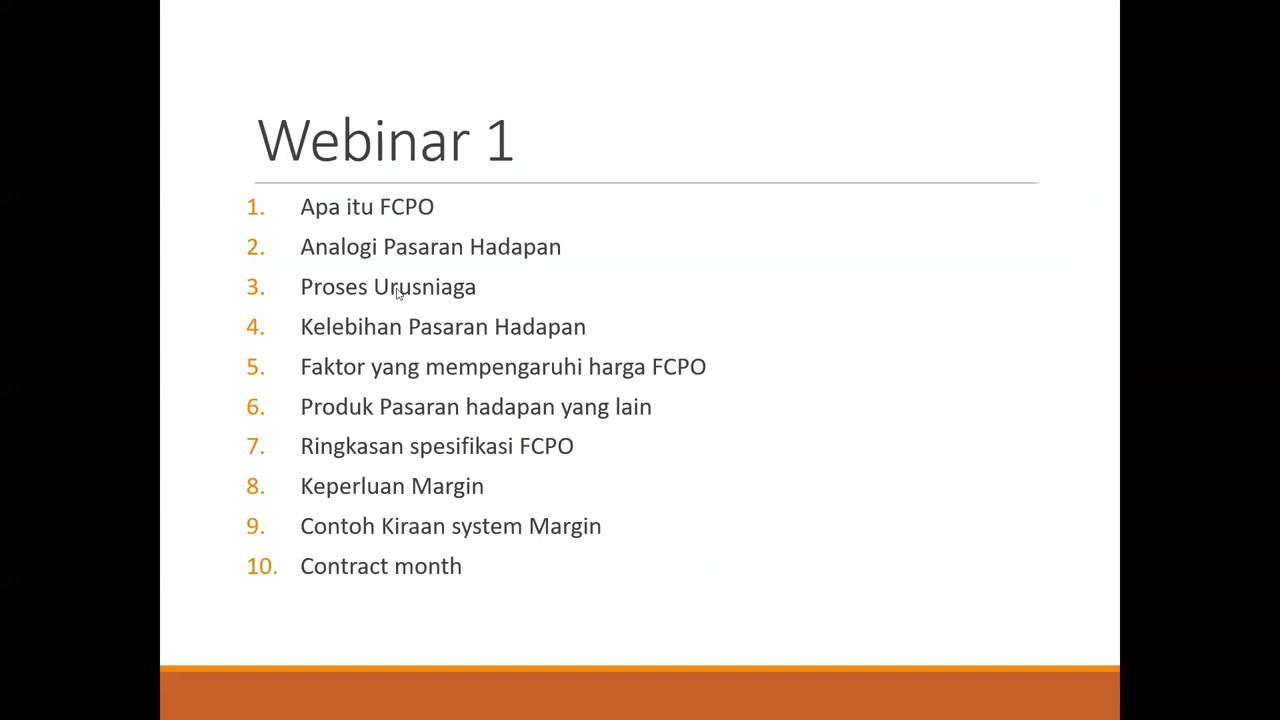 Webinar 1
1. Apa itu FCPO
2. Analogi Pasaran Hadapan
3. Proses Urusniaga
4. Kelebihan Pasaran Hadapan
5. Faktor yang mempengaruhi harga FCPO
6. Produk Pasaran hadapan yang lain
7. Ringkasan spesifikasi FCPO
8. Keperluan Margin
9. Contoh Kiraan system Margin
10. Contract month